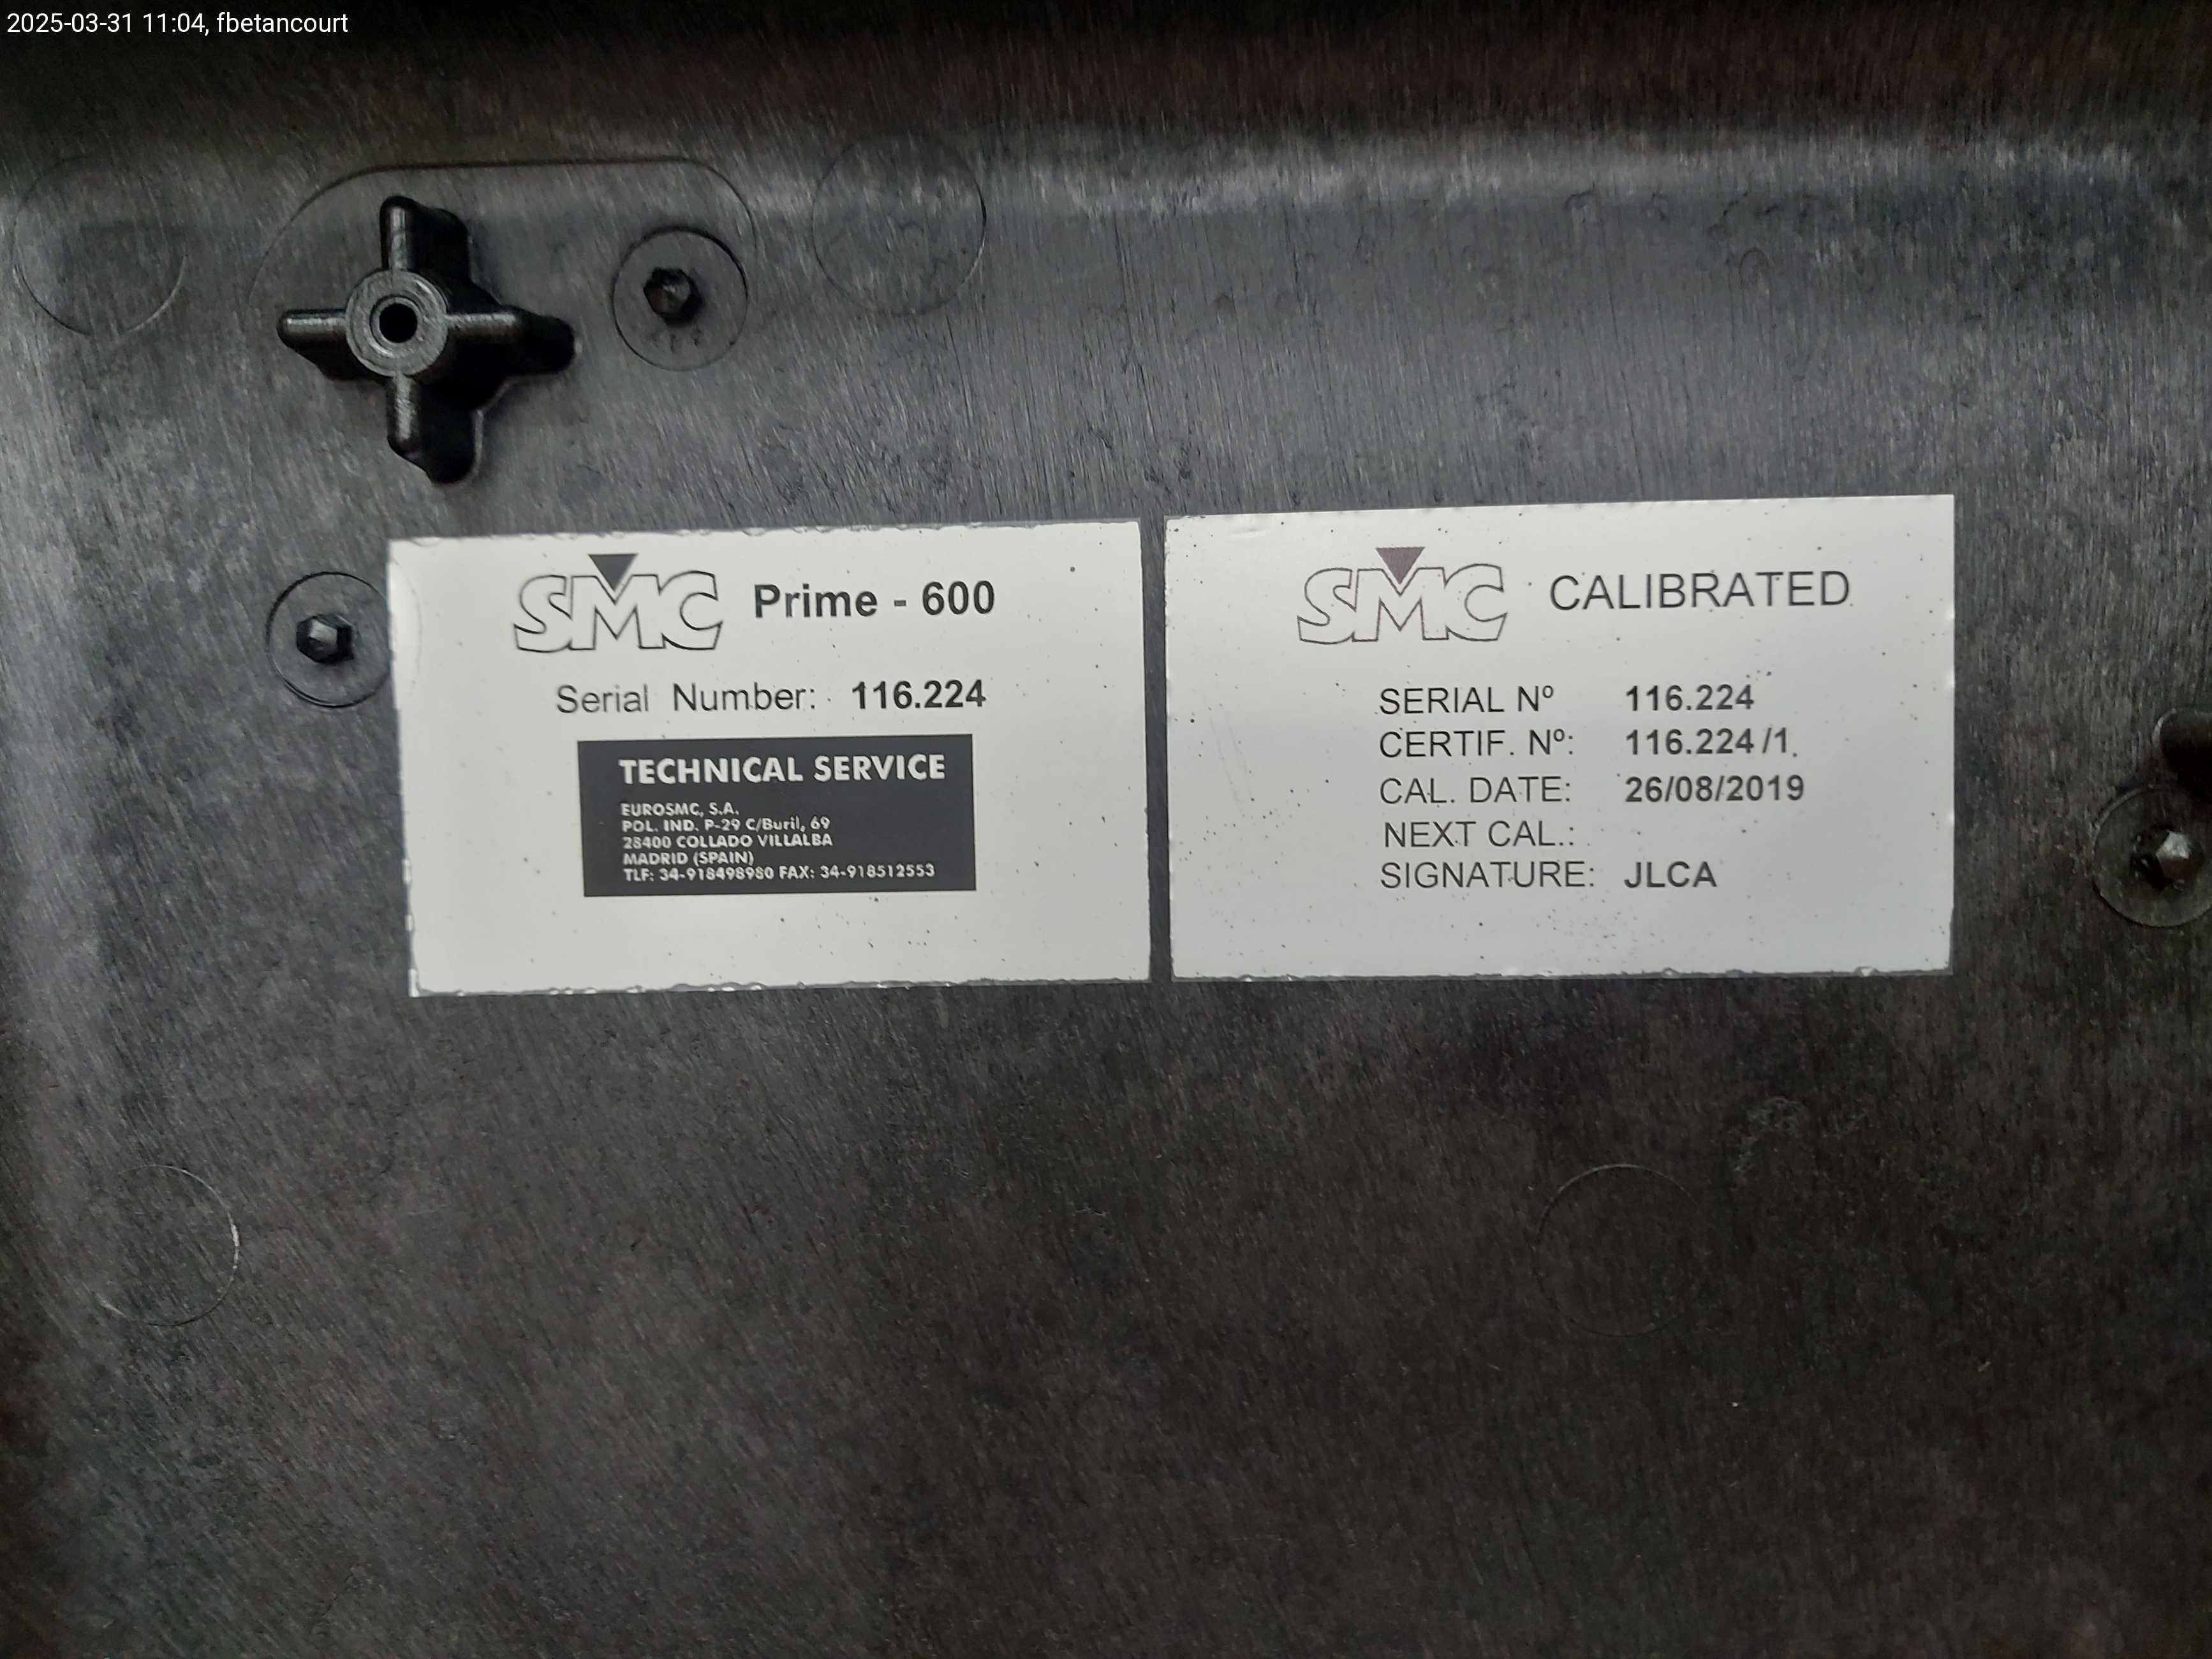 2025-03-31 11:04, fbetancourt
SMC Prime - 600
Serial Number: 116.224
TECHNICAL SERVICE
EUROSMC, S.A.
POL. IND. P-29 C/Buril, 69
28400 COLLADO VILLALBA
MADRID (SPAIN)
TLF: 34-918498980 FAX: 34-918512553
SMC CALIBRATED
SERIAL Nº 116.224
CERTIF. Nº: 116.224/1
CAL. DATE: 26/08/2019
NEXT CAL.:
SIGNATURE: JLCA